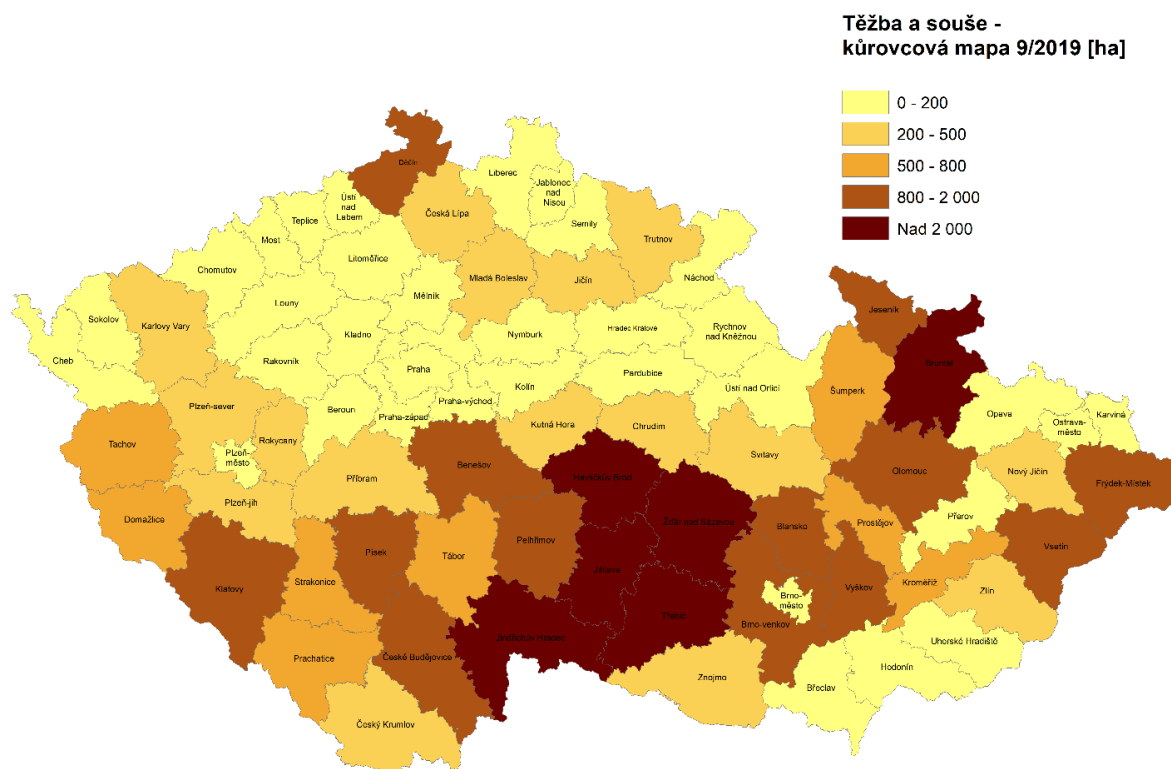 Těžba a souše -
kůrovcová mapa 9/2019 [ha]
0 - 200
200 - 500
500 - 800
800 - 2 000
Nad 2 000
Děčín
Liberec
Jablonec
nad
Nisou
Ústí
nad
Labem
Teplice
Česká Lípa
Semily
Most
Trutnov
Litoměřice
Chomutov
Mladá Boleslav
Jičín
Náchod
Mělník
Louny
Sokolov
Karlovy Vary
Jeseník
Kladno
Nymburk
Hradec Králové
Rychnov
nad Kněžnou
Cheb
Rakovník
Praha
Pardubice
Bruntál
Kolín
Ústí nad Orlicí
Šumperk
Praha-východ
Plzeň-sever
Beroun
Praha-západ
Opava
Karviná
Ostrava-
město
Kutná Hora
Chrudim
Rokycany
Tachov
Plzeň-
město
Svitavy
Benešov
Olomouc
Nový Jičín
Příbram
Havlíčkův Brod
Frýdek-Místek
Plzeň-jih
Přerov
Domažlice
Žďár nad Sázavou
Blansko
Prostějov
Pelhřimov
Písek
Tábor
Vsetín
Jihlava
Strakonice
Kroměříž
Klatovy
Vyškov
Zlín
Brno-
město
Třebíč
Brno-venkov
Jindřichův Hradec
Uherské Hradiště
Prachatice
České Budějovice
Hodonín
Znojmo
Břeclav
Český Krumlov